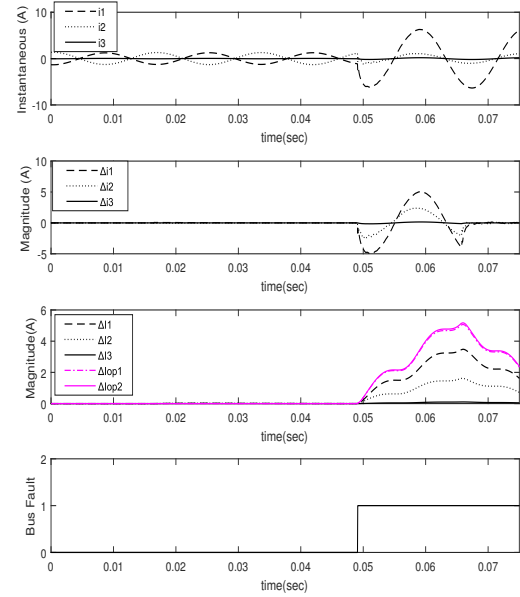 10
0
-10
Instantaneous (A)
i1
i2
i3
0 0.01 0.02 0.03 0.04 0.05 0.06 0.07
time(sec)
10
5
0
-5
Magnitude (A)
Δi1
Δi2
Δi3
0 0.01 0.02 0.03 0.04 0.05 0.06 0.07
time(sec)
6
4
2
0
Magnitude(A)
ΔI1
ΔI2
ΔI3
ΔIop1
ΔIop2
0 0.01 0.02 0.03 0.04 0.05 0.06 0.07
time(sec)
2
1
0
Bus Fault
0 0.01 0.02 0.03 0.04 0.05 0.06 0.07
time(sec)